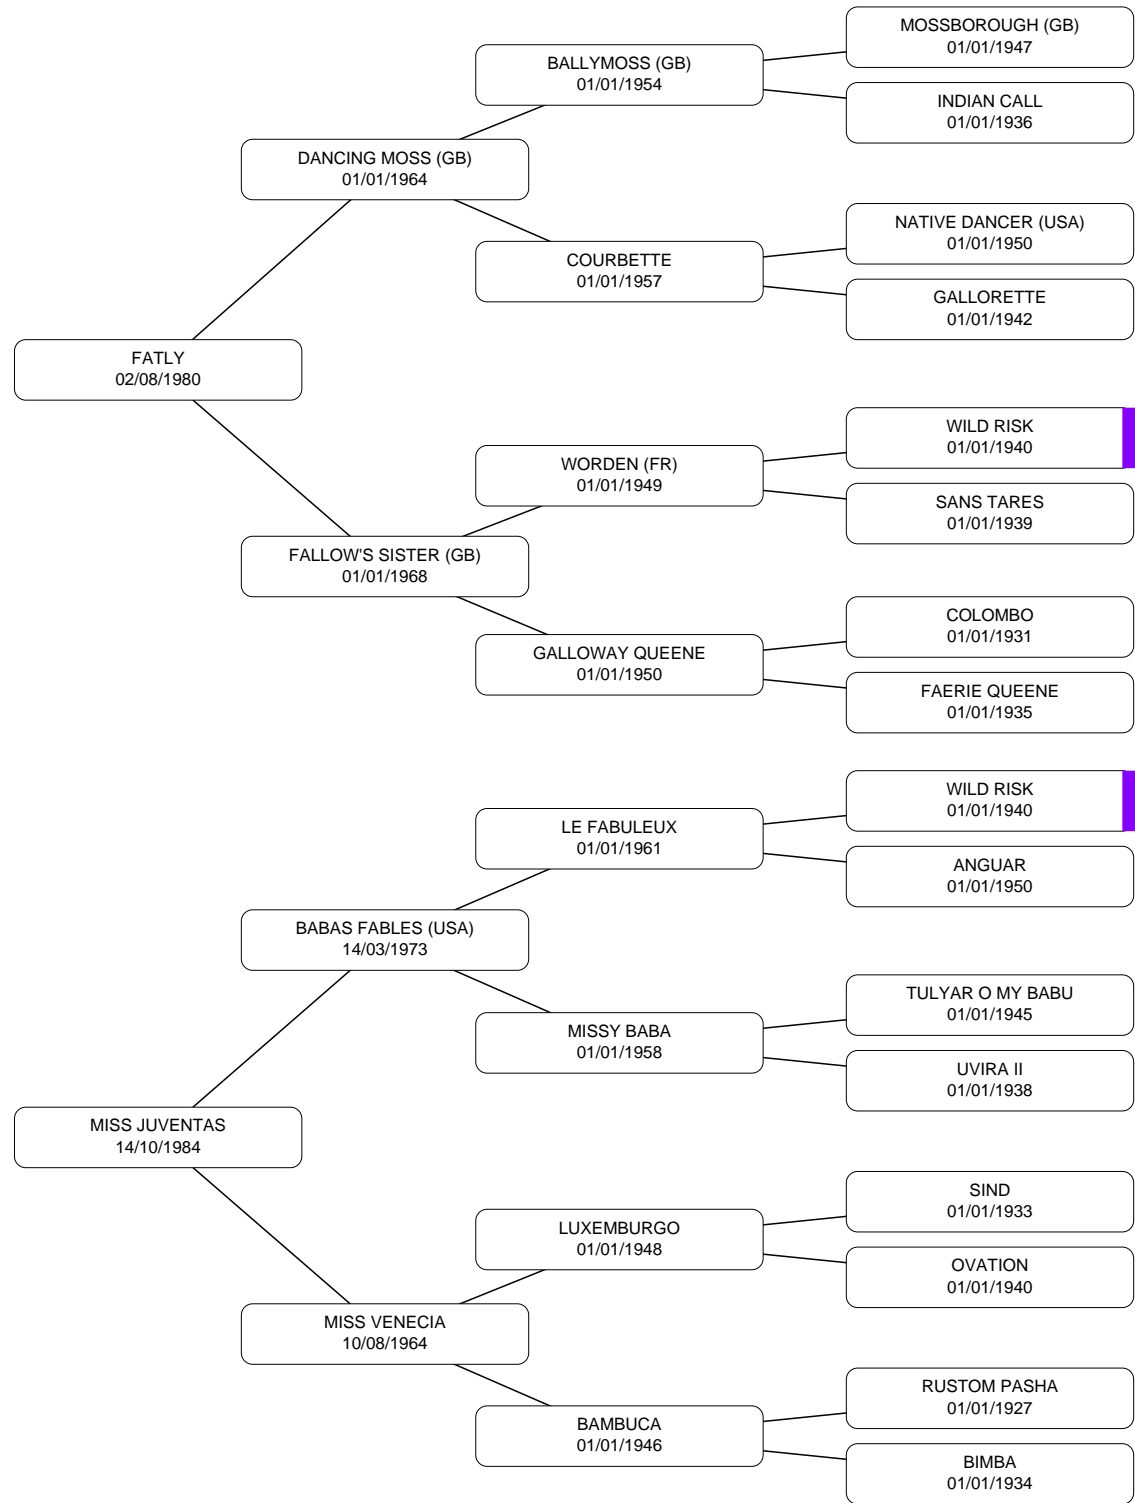 MOSSBOROUGH (GB)
01/01/1947
BALLYMOSS (GB)
01/01/1954
INDIAN CALL
01/01/1936
DANCING MOSS (GB)
01/01/1964
NATIVE DANCER (USA)
01/01/1950
COURBETTE
01/01/1957
GALLORETTE
01/01/1942
FATLY
02/08/1980
WILD RISK
01/01/1940
WORDEN (FR)
01/01/1949
SANS TARES
01/01/1939
FALLOW'S SISTER (GB)
01/01/1968
COLOMBO
01/01/1931
GALLOWAY QUEENE
01/01/1950
FAERIE QUEENE
01/01/1935
WILD RISK
01/01/1940
LE FABULEUX
01/01/1961
ANGUAR
01/01/1950
BABAS FABLES (USA)
14/03/1973
TULYAR O MY BABU
01/01/1945
MISSY BABA
01/01/1958
UVIRA II
01/01/1938
MISS JUVENTAS
14/10/1984
SIND
01/01/1933
LUXEMBURGO
01/01/1948
OVATION
01/01/1940
MISS VENECIA
10/08/1964
RUSTOM PASHA
01/01/1927
BAMBUCA
01/01/1946
BIMBA
01/01/1934